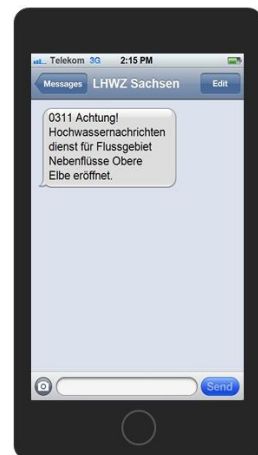 Telekom 3G 2:15 PM
Messages LHWZ Sachsen Edit
0311 Achtung!
Hochwassernachrichten
dienst für Flussgebiet
Nebenflüsse Obere
Elbe eröffnet.
Send